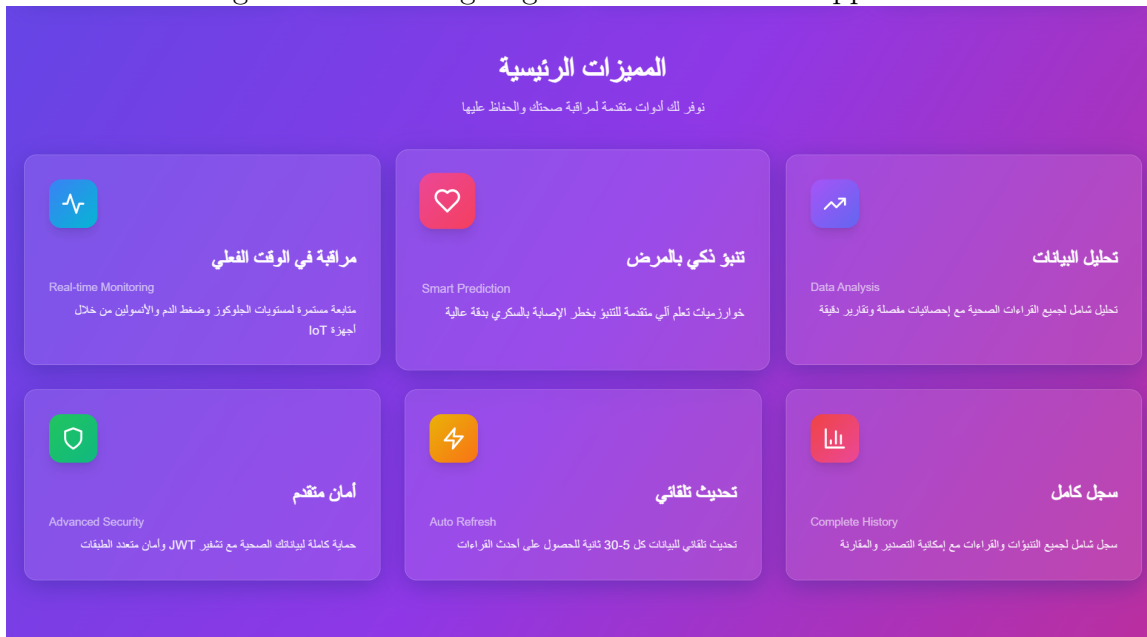 المميزات الرئيسية
نوفر لك أدوات متقدمة لمراقبة صحتك والحفاظ عليها
مراقبة في الوقت الفعلي
Real-time Monitoring
متابعة مستمرة لمستويات الجلوكوز وضغط الدم والأنسولين من خلال
أجهزة IoT
تنبؤ ذكي بالمرض
Smart Prediction
خوارزميات تعلم آلي متقدمة للتنبؤ بخطر الإصابة بالسكري بدقة عالية
تحليل البيانات
Data Analysis
تحليل شامل لجميع القراءات الصحية مع إحصائيات مفصلة وتقارير دقيقة
أمان متقدم
Advanced Security
حماية كاملة لبياناتك الصحية مع تشفير JWT وأمان متعدد الطبقات
تحديث تلقائي
Auto Refresh
تحديث تلقائي للبيانات كل 5-30 ثانية للحصول على أحدث القراءات
سجل كامل
Complete History
سجل شامل لجميع التنبؤات والقراءات مع إمكانية التصدير والمقارنة